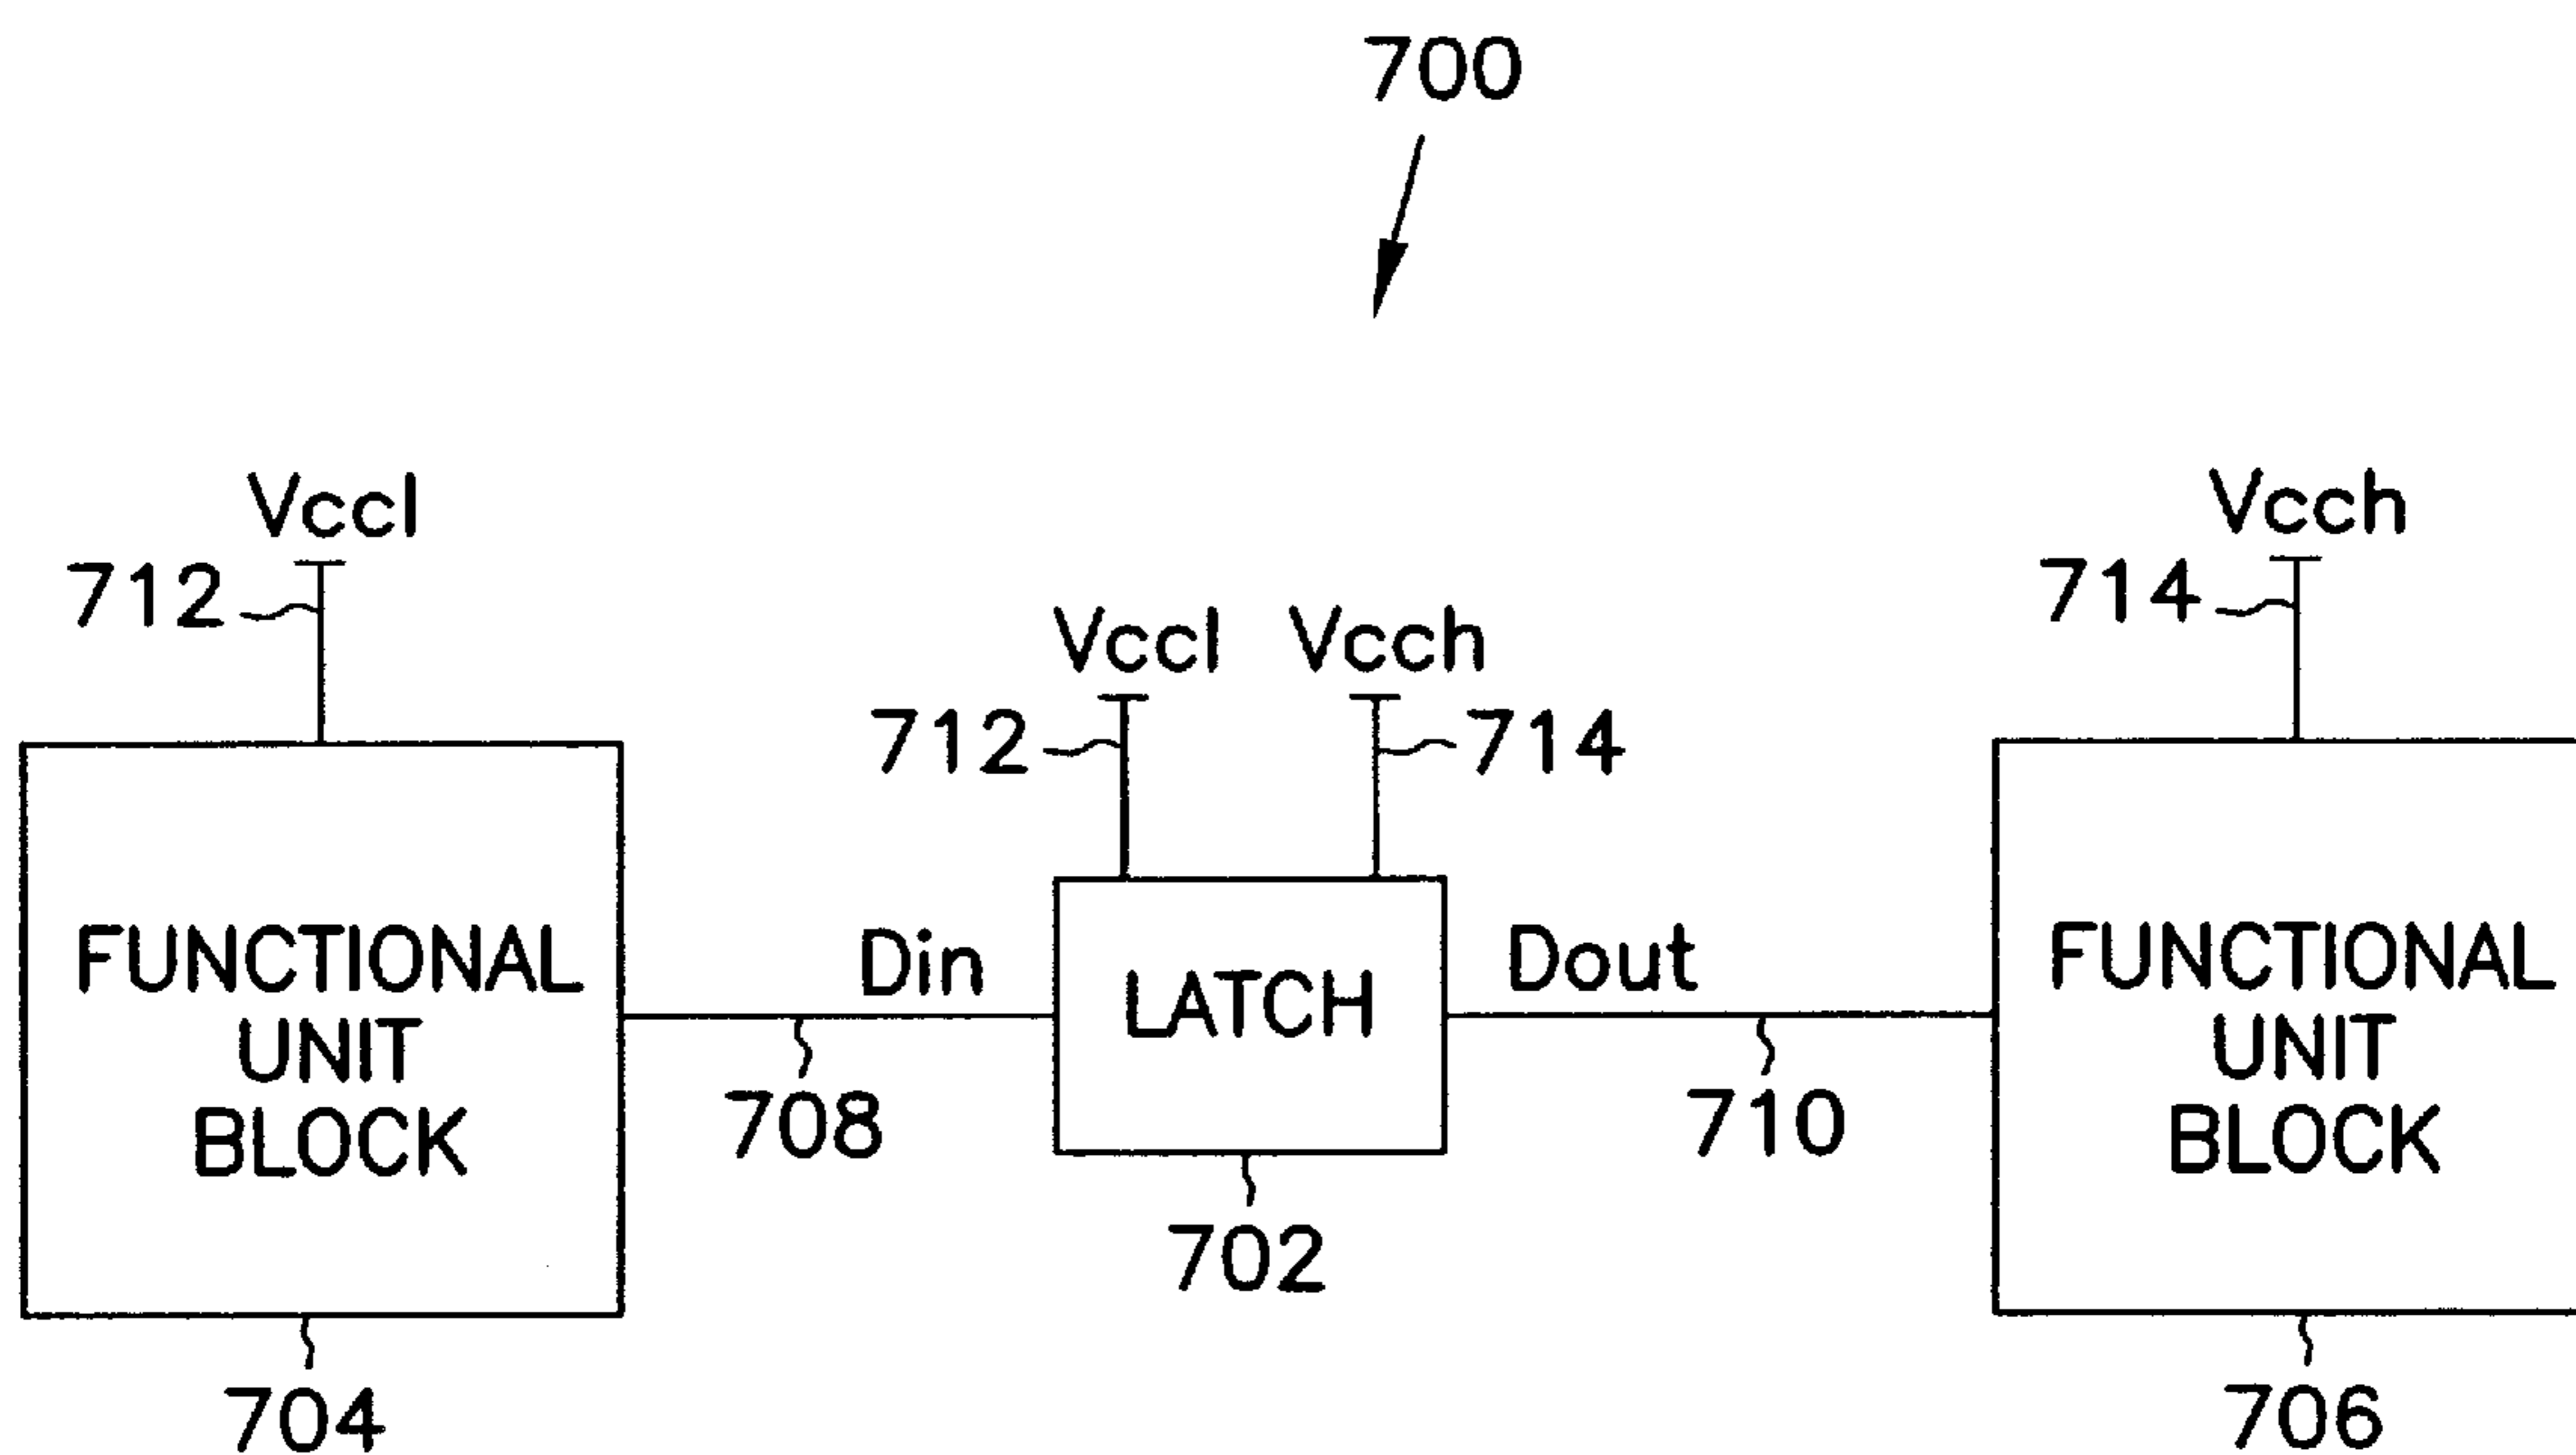 700
Vccl
Vcch
712
714
Vccl
Vcch
712
714
FUNCTIONAL
UNIT
BLOCK
Din
LATCH
Dout
FUNCTIONAL
UNIT
BLOCK
708
710
702
704
706